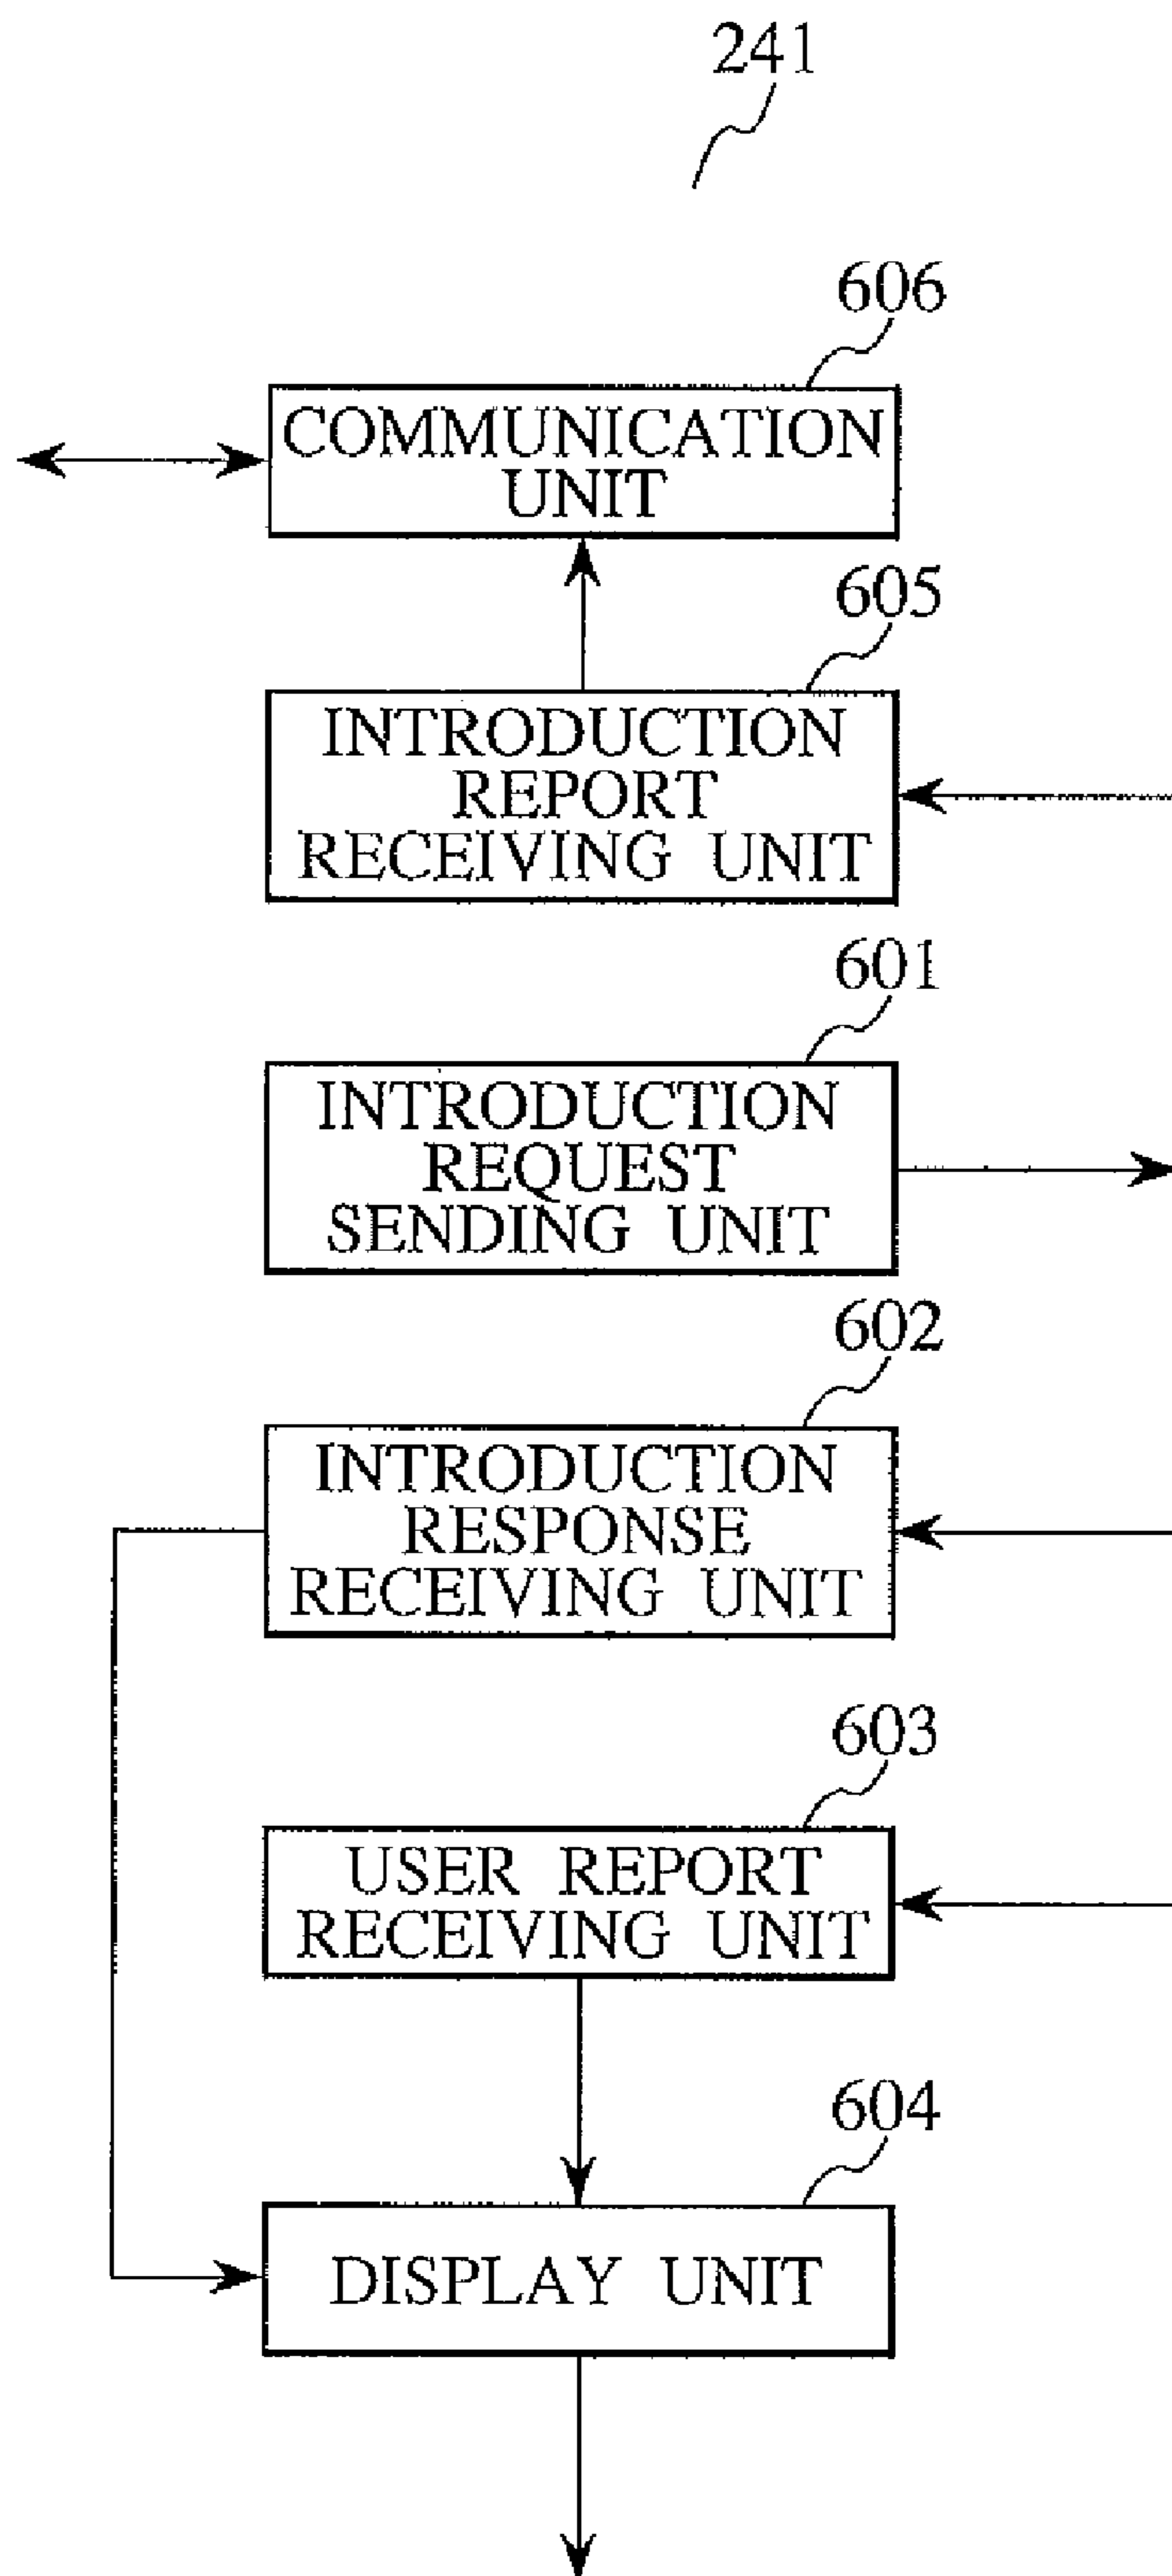 241
606
COMMUNICATION
UNIT
605
INTRODUCTION
REPORT
RECEIVING UNIT
601
INTRODUCTION
REQUEST
SENDING UNIT
602
INTRODUCTION
RESPONSE
RECEIVING UNIT
603
USER REPORT
RECEIVING UNIT
604
DISPLAY UNIT